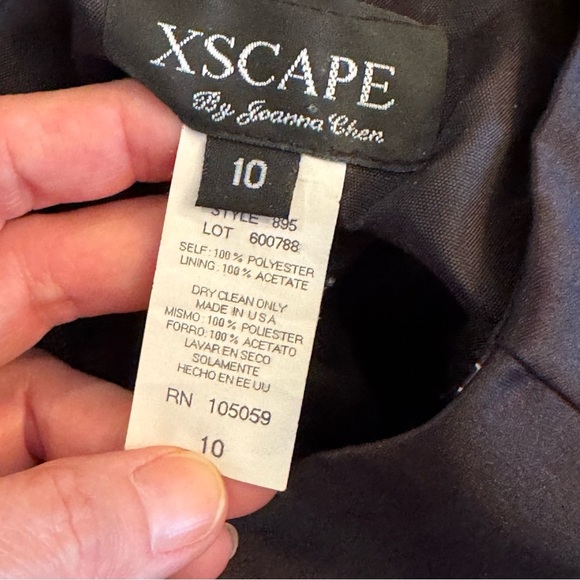 XSCAPE
By Joanna Chen
10
STYLE 895
LOT 600788
SELF: 100% POLYESTER
LINING: 100% ACETATE
DRY CLEAN ONLY
MADE IN USA
MISMO: 100% POLIESTER
FORRO: 100% ACETATO
LAVAR EN SECO
SOLAMENTE
HECHO EN EE UU
RN 105059
10